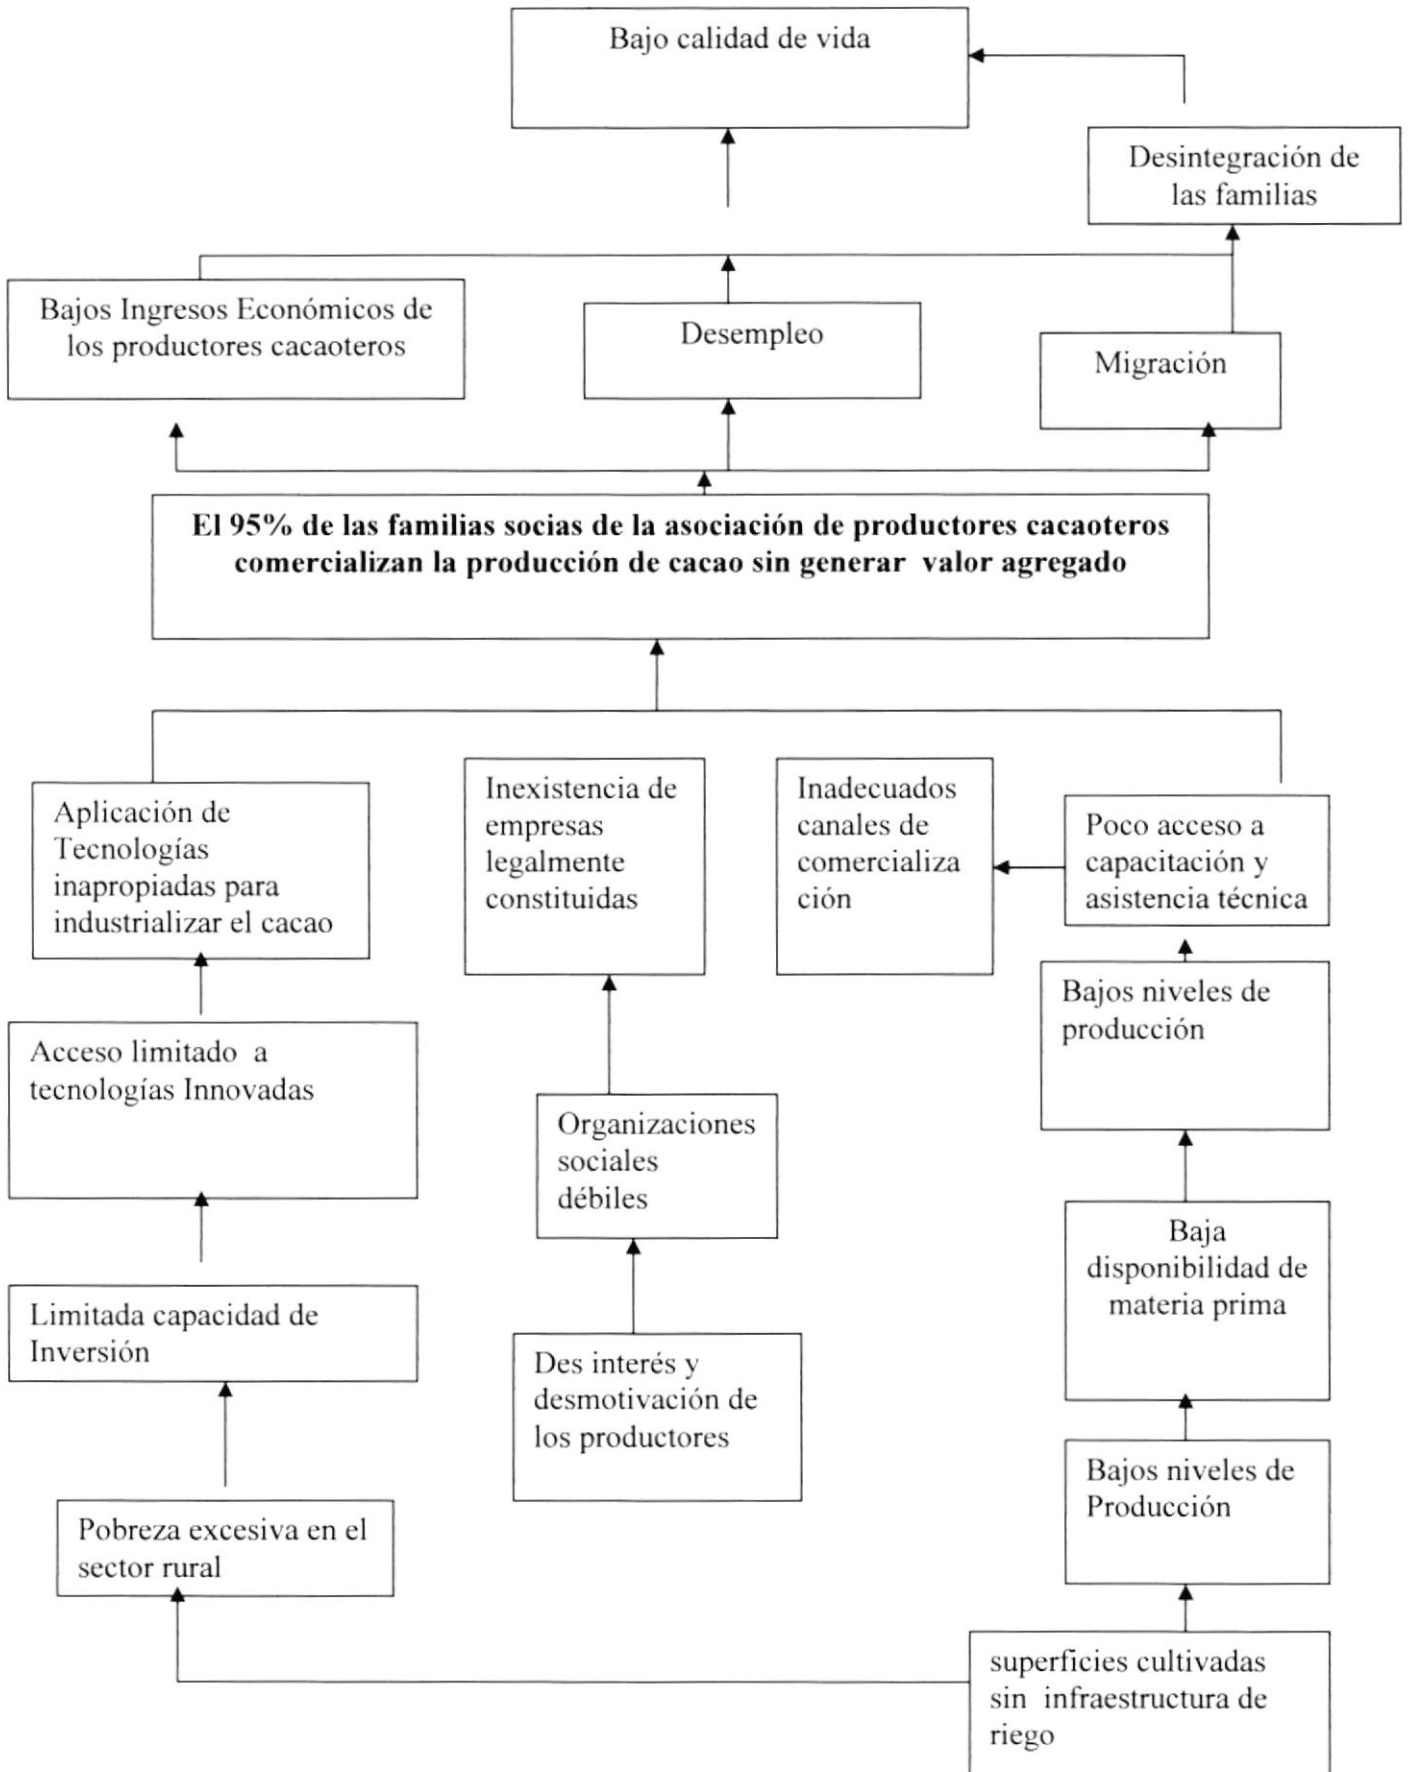 Bajo calidad de vida
Desintegración de
las familias
Bajos Ingresos Económicos de
los productores cacaoteros
Desempleo
Migración
El 95% de las familias socias de la asociación de productores cacaoteros
comercializan la producción de cacao sin generar valor agregado
Aplicación de
Tecnologías
inapropiadas para
industrializar el cacao
Inexistencia de
empresas
legalmente
constituidas
Inadecuados
canales de
comercializa
ción
Poco acceso a
capacitación y
asistencia técnica
Bajos niveles de
producción
Acceso limitado a
tecnologías Innovadas
Organizaciones
sociales
débiles
Baja
disponibilidad de
materia prima
Limitada capacidad de
Inversión
Des interés y
desmotivación de
los productores
Bajos niveles de
Producción
Pobreza excesiva en el
sector rural
superficies cultivadas
sin infraestructura de
riego